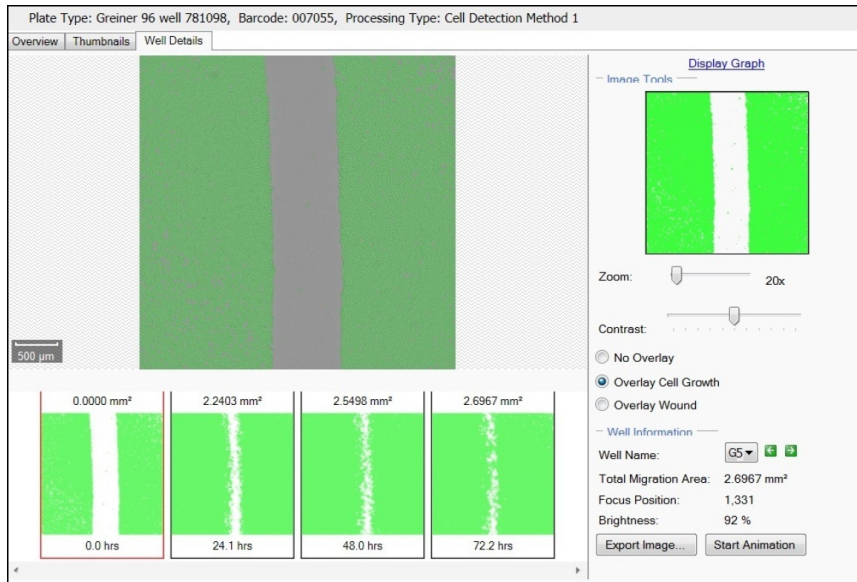 Plate Type: Greiner 96 well 781098, Barcode: 007055, Processing Type: Cell Detection Method 1
Overview Thumbnails Well Details
500 µm
0.0000 mm² 2.2403 mm² 2.5498 mm² 2.6967 mm²
0.0 hrs 24.1 hrs 48.0 hrs 72.2 hrs
Display Graph
Image Tools
Zoom: 20x
Contrast:
No Overlay
Overlay Cell Growth
Overlay Wound
Well Information
Well Name: G5
Total Migration Area: 2.6967 mm²
Focus Position: 1,331
Brightness: 92 %
Export Image... Start Animation